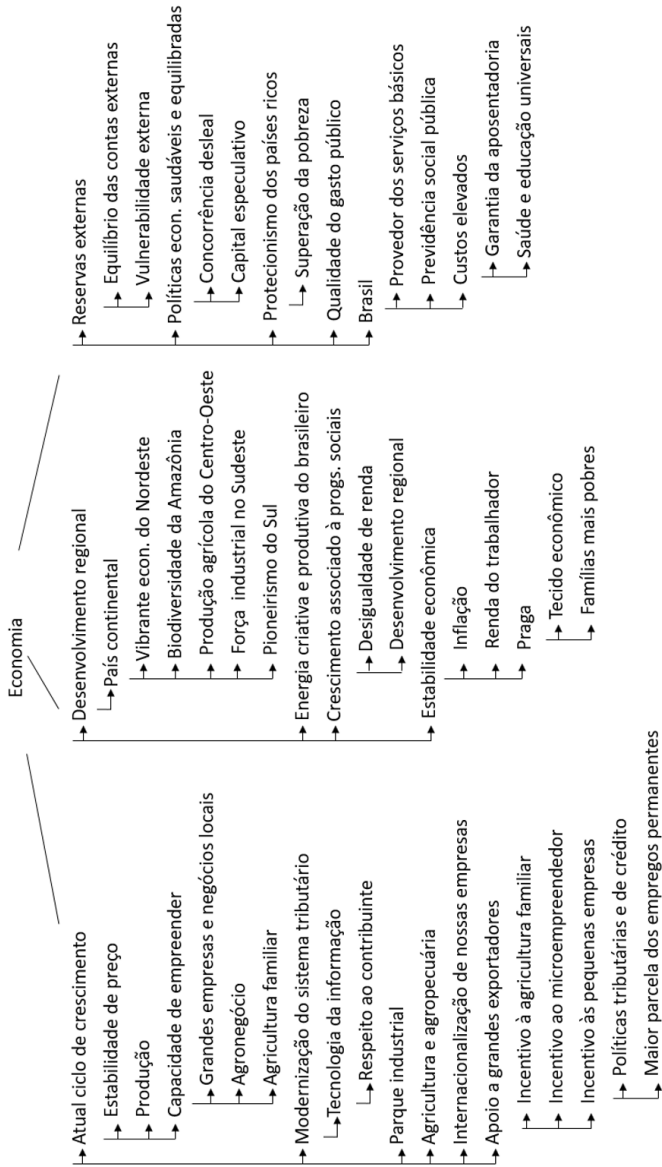 Economia
Atual ciclo de crescimento
Estabilidade de preço
Produção
Capacidade de empreender
Grandes empresas e negócios locais
Agronegócio
Agricultura familiar
Modernização do sistema tributário
Tecnologia da informação
Respeito ao contribuinte
Parque industrial
Agricultura e agropecuária
Internacionalização de nossas empresas
Apoio a grandes exportadores
Incentivo à agricultura familiar
Incentivo ao microempreendedor
Incentivo às pequenas empresas
Políticas tributárias e de crédito
Maior parcela dos empregos permanentes
Desenvolvimento regional
País continental
Vibrante econ. do Nordeste
Biodiversidade da Amazônia
Produção agrícola do Centro-Oeste
Força industrial no Sudeste
Pioneirismo do Sul
Energia criativa e produtiva do brasileiro
Crescimento associado à progs. sociais
Desigualdade de renda
Desenvolvimento regional
Estabilidade econômica
Inflação
Renda do trabalhador
Praga
Tecido econômico
Famílias mais pobres
Reservas externas
Equilíbrio das contas externas
Vulnerabilidade externa
Políticas econ. saudáveis e equilibradas
Concorrência desleal
Capital especulativo
Protecionismo dos países ricos
Superação da pobreza
Qualidade do gasto público
Brasil
Provedor dos serviços básicos
Previdência social pública
Custos elevados
Garantia da aposentadoria
Saúde e educação universais